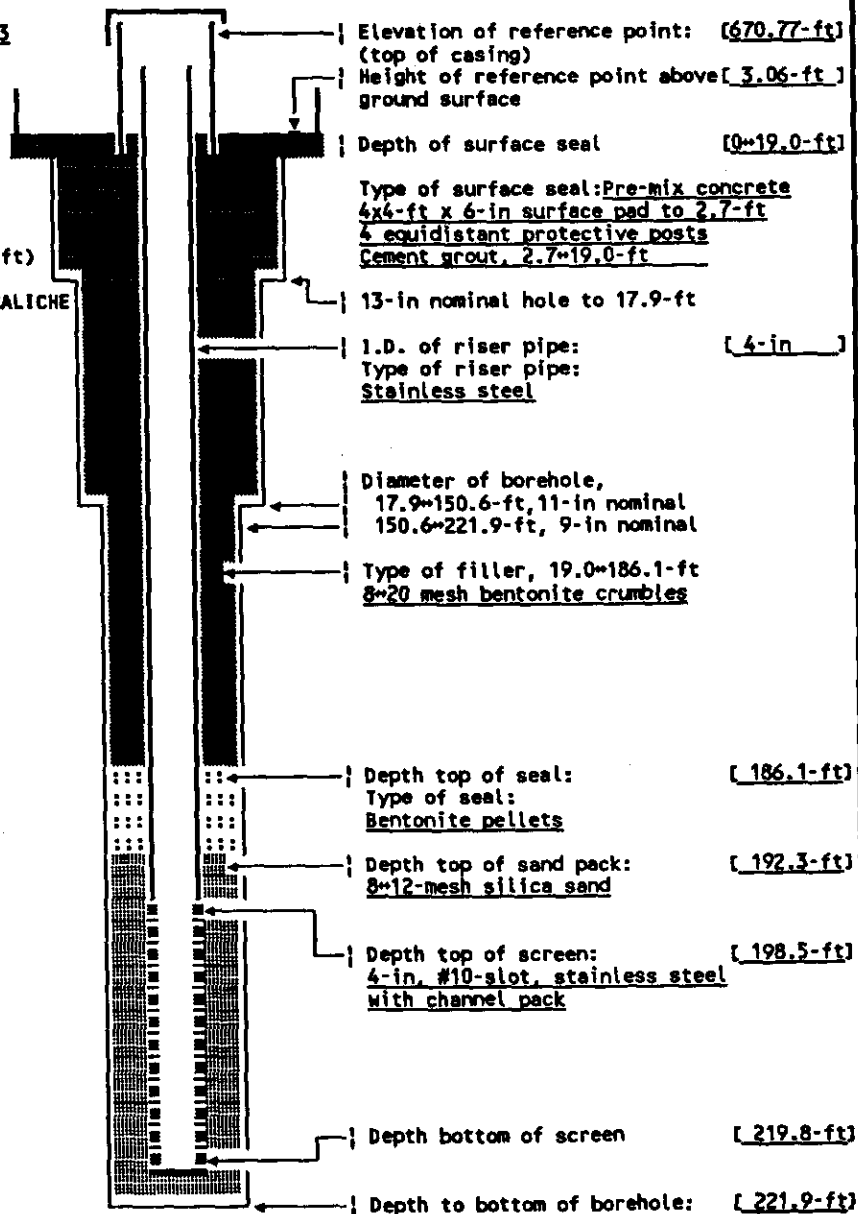 3
Elevation of reference point: [670.77-ft]
(top of casing)
Height of reference point above[ 3.06-ft ]
ground surface
Depth of surface seal [0↔19.0-ft]
Type of surface seal:Pre-mix concrete
4x4-ft x 6-in surface pad to 2.7-ft
4 equidistant protective posts
Cement grout, 2.7↔19.0-ft
ft)
ALICHE
13-in nominal hole to 17.9-ft
I.D. of riser pipe: [ 4-in ]
Type of riser pipe:
Stainless steel
Diameter of borehole,
17.9↔150.6-ft,11-in nominal
150.6↔221.9-ft, 9-in nominal
Type of filler, 19.0↔186.1-ft
8↔20 mesh bentonite crumbles
Depth top of seal: [ 186.1-ft]
Type of seal:
Bentonite pellets
Depth top of sand pack: [ 192.3-ft]
8↔12-mesh silica sand
Depth top of screen: [ 198.5-ft]
4-in, #10-slot, stainless steel
with channel pack
Depth bottom of screen [ 219.8-ft]
Depth to bottom of borehole: [ 221.9-ft]